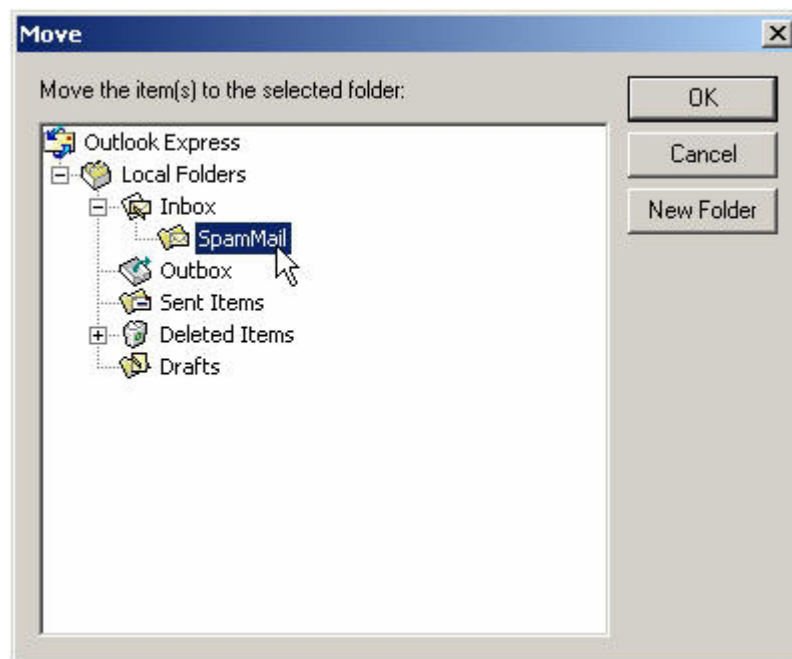 Move
Move the item(s) to the selected folder:
OK
Cancel
New Folder
Outlook Express
Local Folders
Inbox
SpamMail
Outbox
Sent Items
Deleted Items
Drafts